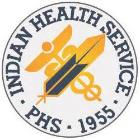 INDIAN HEALTH SERVICE
· PHS · 1955 ·